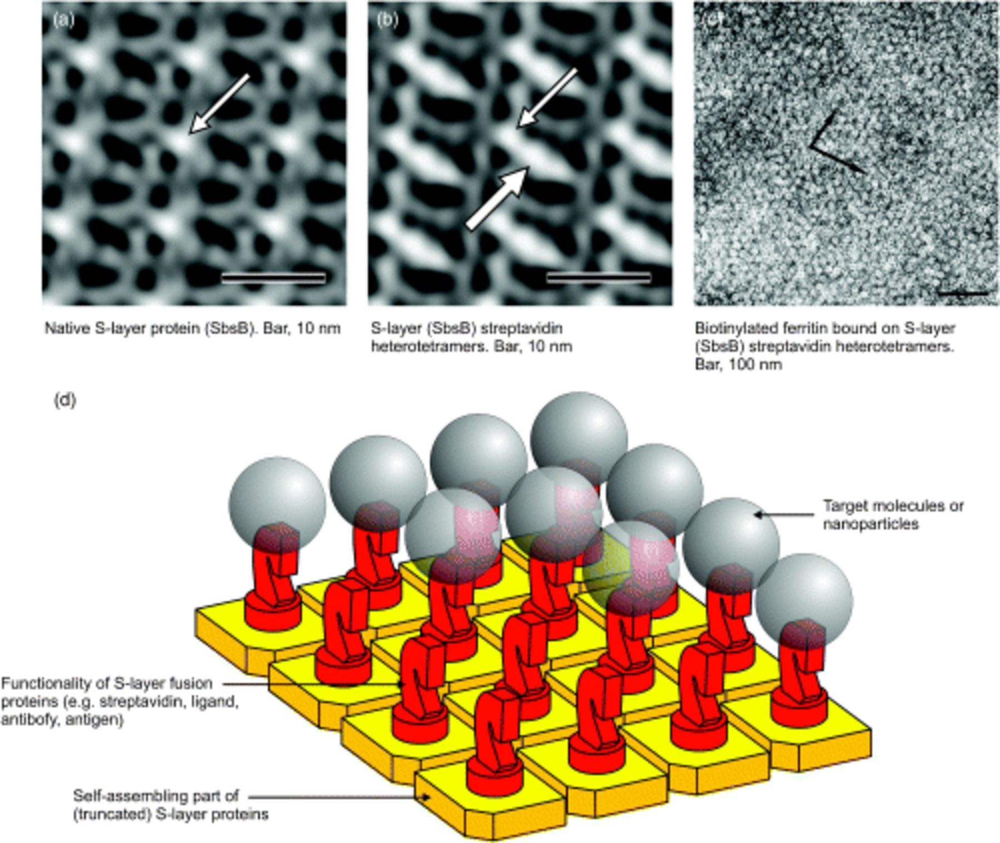 (a)
(b)
(c)
Native S-layer protein (SbsB). Bar, 10 nm
S-layer (SbsB) streptavidin
heterotetramers. Bar, 10 nm
Biotinylated ferritin bound on S-layer
(SbsB) streptavidin heterotetramers.
Bar, 100 nm
(d)
Target molecules or
nanoparticles
Functionality of S-layer fusion
proteins (e.g. streptavidin, ligand,
antibofy, antigen)
Self-assembling part of
(truncated) S-layer proteins